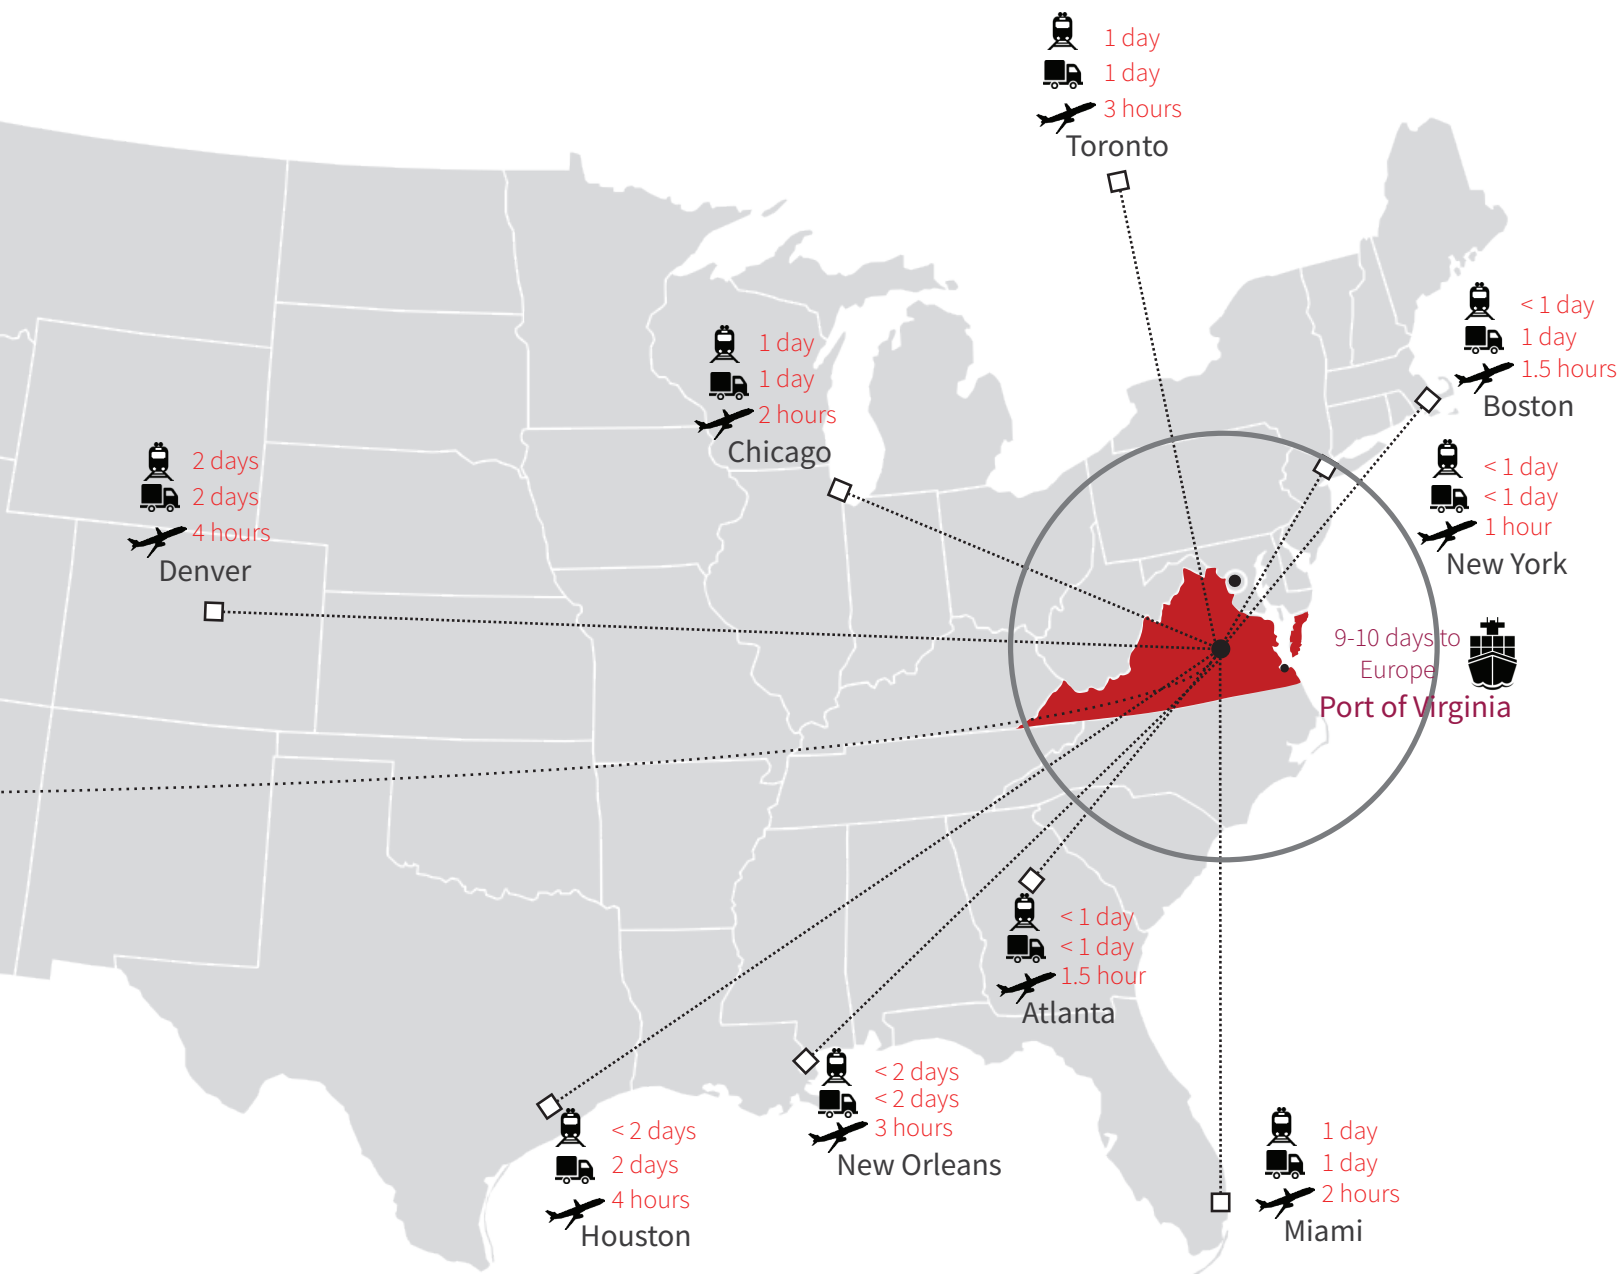 1 day
1 day
3 hours
Toronto
< 1 day
1 day
1.5 hours
Boston
1 day
1 day
2 hours
Chicago
< 1 day
< 1 day
1 hour
New York
2 days
2 days
4 hours
Denver
9-10 days to
Europe
Port of Virginia
< 1 day
< 1 day
1.5 hour
Atlanta
< 2 days
< 2 days
3 hours
New Orleans
< 2 days
2 days
4 hours
Houston
1 day
1 day
2 hours
Miami